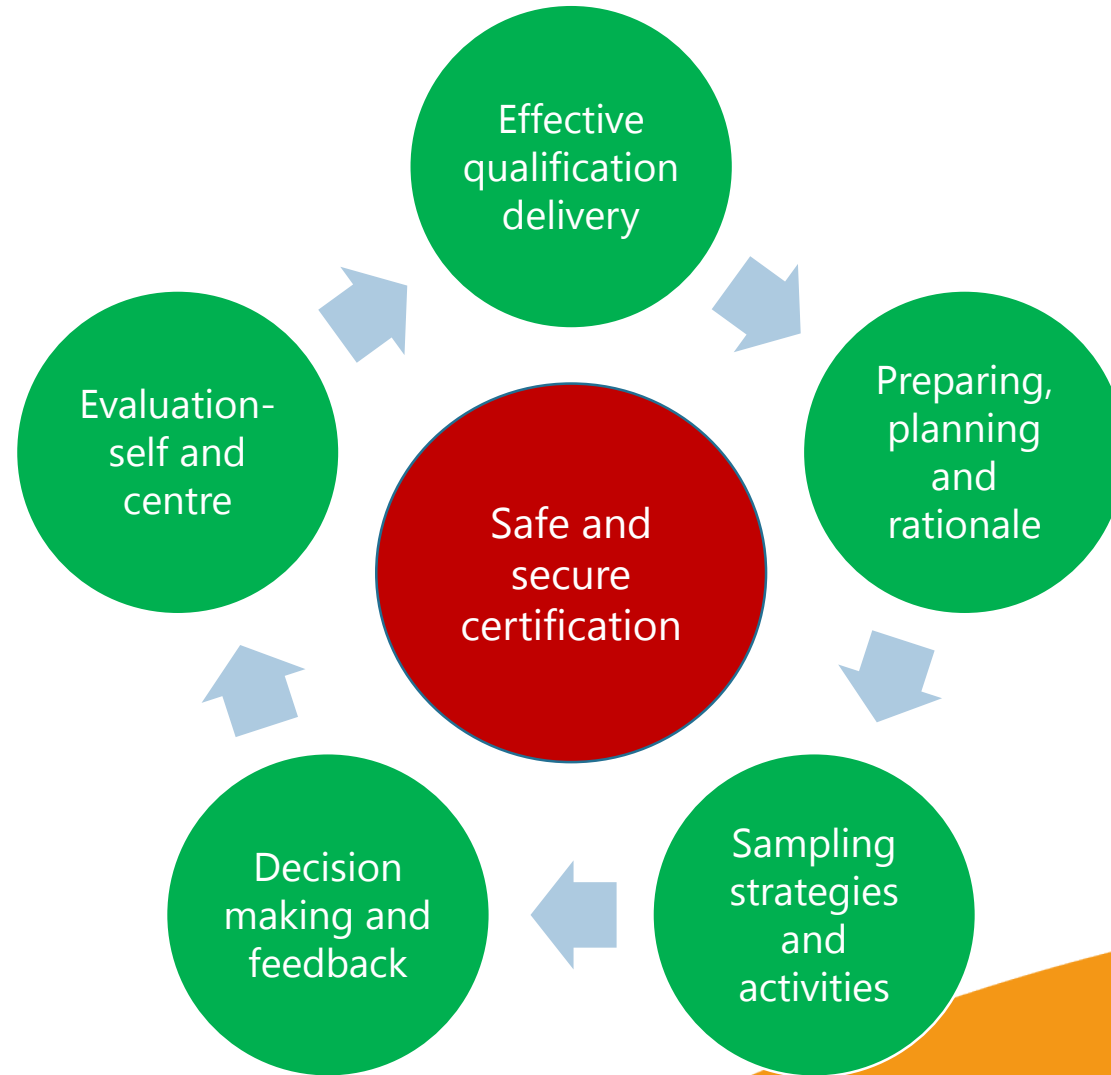 Effective
qualification
delivery
Preparing,
planning
and
rationale
Sampling
strategies
and
activities
Decision
making and
feedback
Evaluation-
self and
centre
Safe and
secure
certification